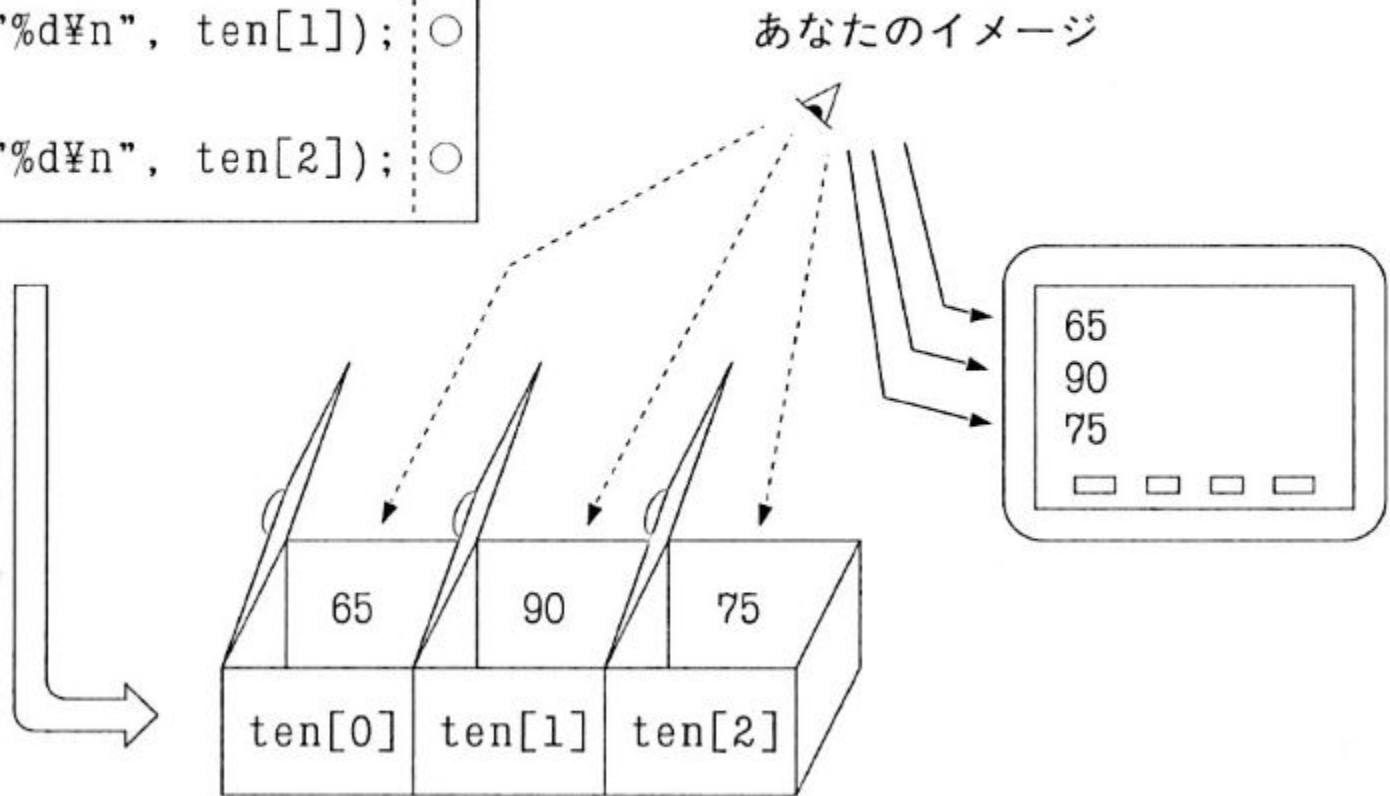 "%d¥n", ten[1]);
"%d¥n", ten[2]);
あなたのイメージ
65
90
75
65 90 75
ten[0] ten[1] ten[2]